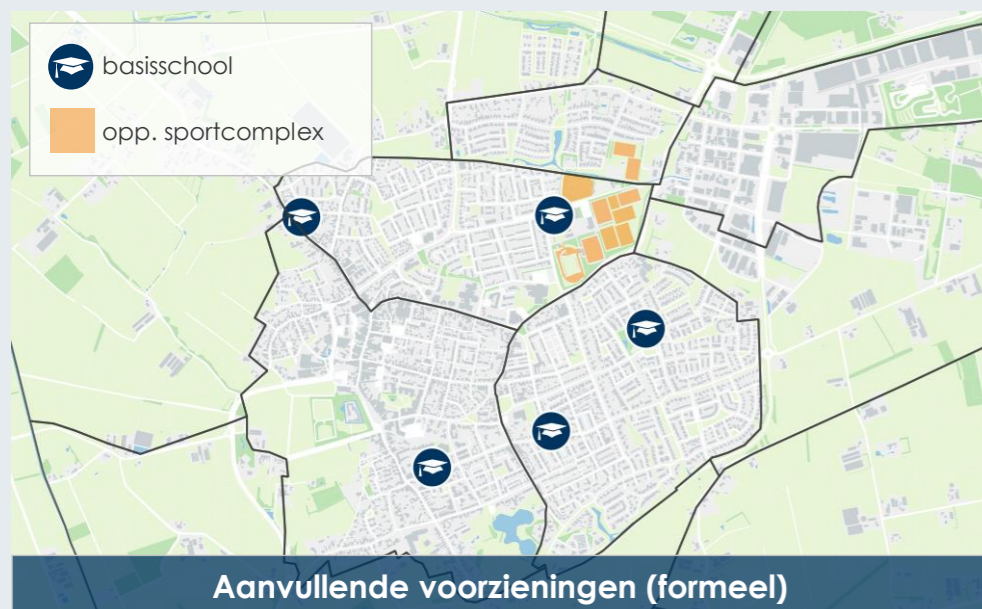 basisschool
opp. sportcomplex
Aanvullende voorzieningen (formeel)